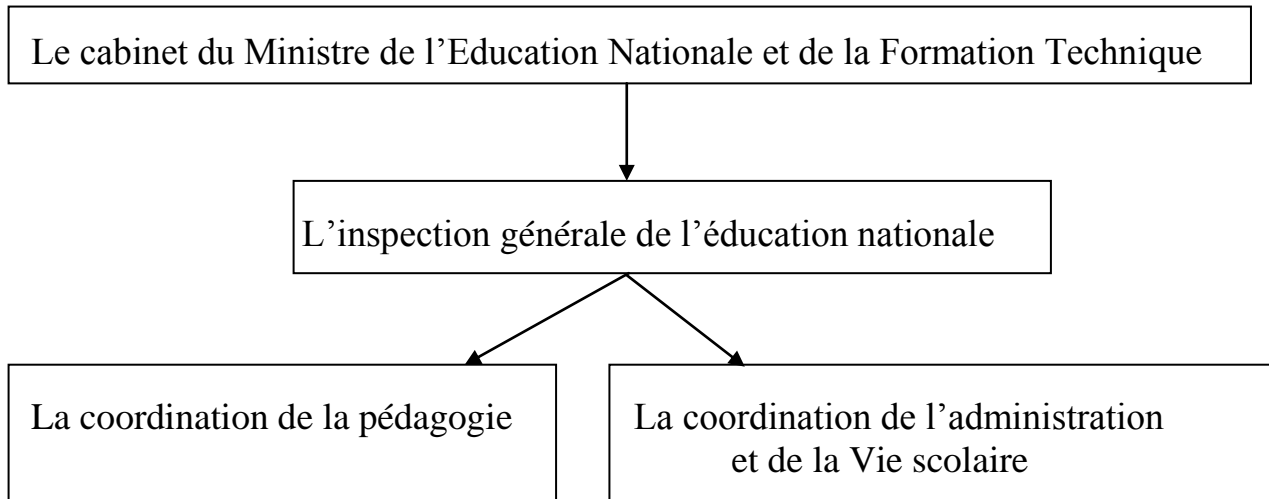 Le cabinet du Ministre de l’Education Nationale et de la Formation Technique
L’inspection générale de l’éducation nationale
La coordination de la pédagogie
La coordination de l’administration
et de la Vie scolaire